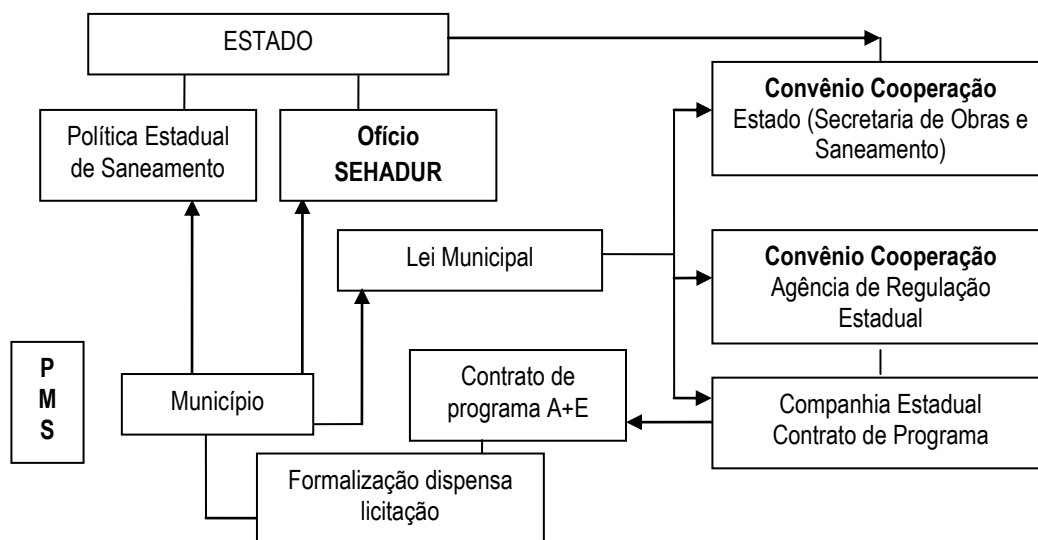 ESTADO
Convênio Cooperação
Estado (Secretaria de Obras e
Saneamento)
Política Estadual
de Saneamento
Ofício
SEHADUR
Lei Municipal
Convênio Cooperação
Agência de Regulação
Estadual
P
M
S
Município
Contrato de
programa A+E
Companhia Estadual
Contrato de Programa
Formalização dispensa
licitação